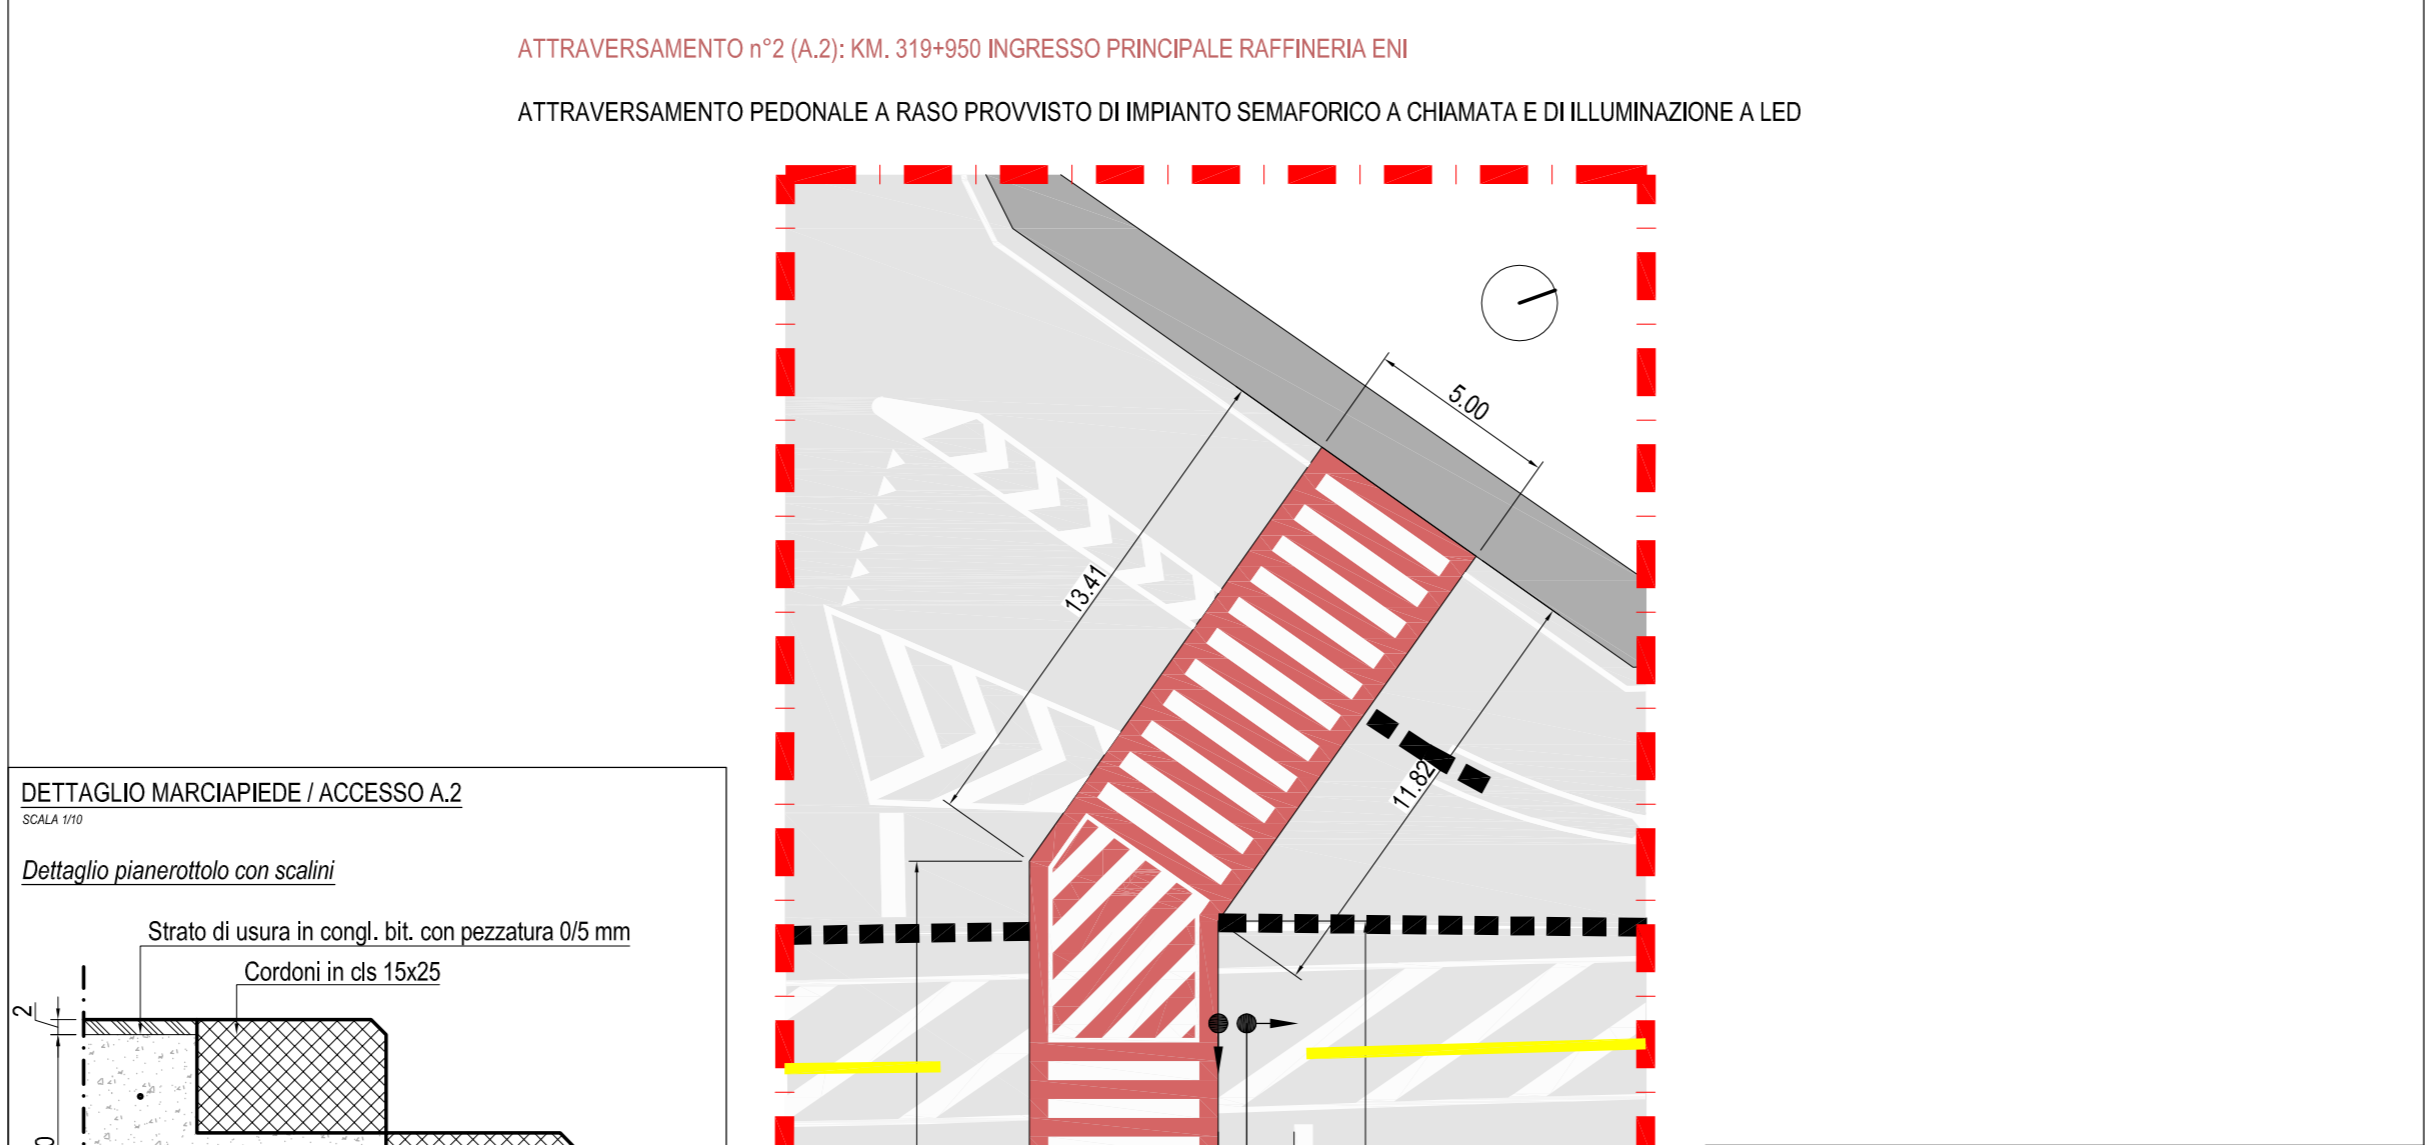 ATTRAVERSAMENTO n°2 (A.2): KM. 319+950 INGRESSO PRINCIPALE RAFFINERIA ENI
ATTRAVERSAMENTO PEDONALE A RASO PROVVISTO DI IMPIANTO SEMAFORICO A CHIAMATA E DI ILLUMINAZIONE A LED
5.00
13.41
11.82
DETTAGLIO MARCIAPIEDE / ACCESSO A.2
SCALA 1/10
Dettaglio pianerottolo con scalini
Strato di usura in congl. bit. con pezzatura 0/5 mm
Cordoni in cls 15x25
2